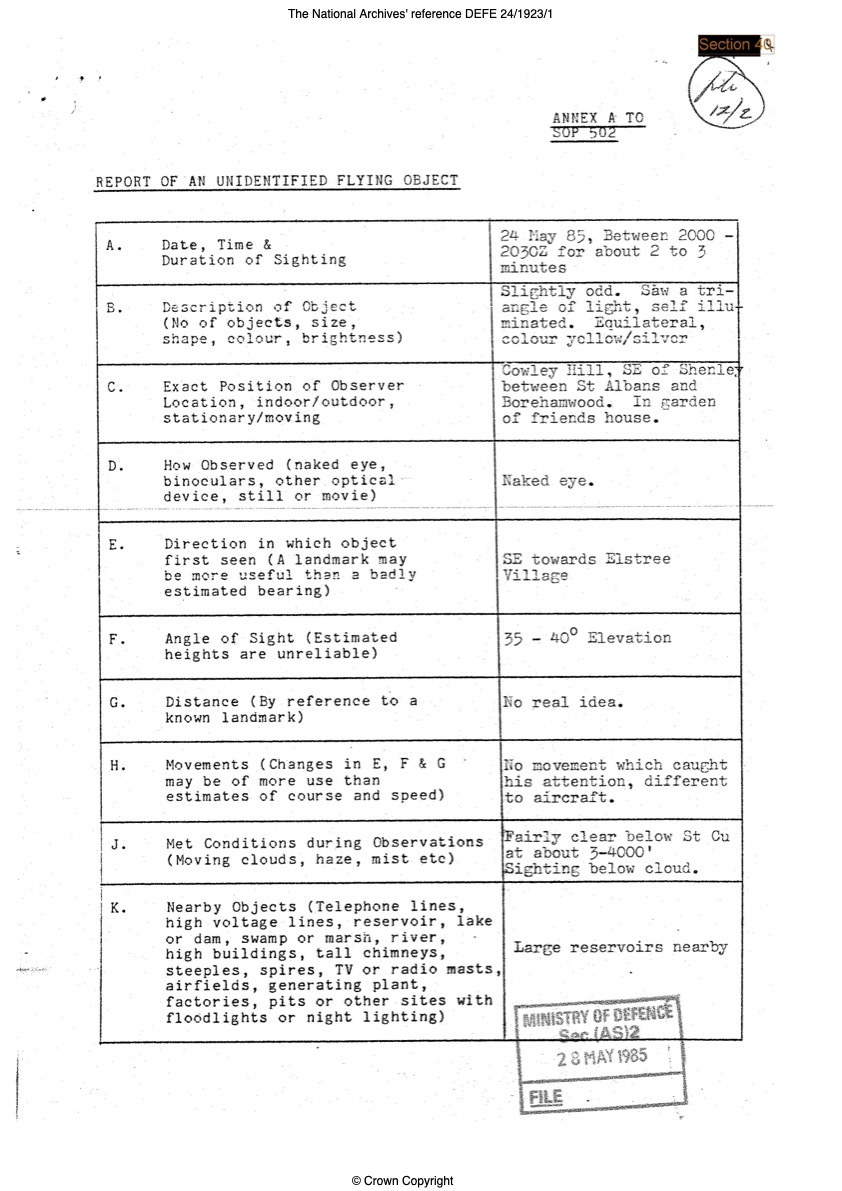 The National Archives' reference DEFE 24/1923/1
Section 40
12/2
ANNEX A TO
SOP 502
REPORT OF AN UNIDENTIFIED FLYING OBJECT
A. Date, Time &
Duration of Sighting
24 May 85, Between 2000 -
2030Z for about 2 to 3
minutes
B. Description of Object
(No of objects, size,
shape, colour, brightness)
Slightly odd. Saw a tri-
angle of light, self illu-
minated. Equilateral,
colour yellow/silver
C. Exact Position of Observer
Location, indoor/outdoor,
stationary/moving
Cowley Hill, SE of Shenley
between St Albans and
Borehamwood. In garden
of friends house.
D. How Observed (naked eye,
binoculars, other optical
device, still or movie)
Naked eye.
E. Direction in which object
first seen (A landmark may
be more useful than a badly
estimated bearing)
SE towards Elstree
Village
F. Angle of Sight (Estimated
heights are unreliable)
35 - 40° Elevation
G. Distance (By reference to a
known landmark)
No real idea.
H. Movements (Changes in E, F & G
may be of more use than
estimates of course and speed)
No movement which caught
his attention, different
to aircraft.
J. Met Conditions during Observations
(Moving clouds, haze, mist etc)
Fairly clear below St Cu
at about 3-4000'
Sighting below cloud.
K. Nearby Objects (Telephone lines,
high voltage lines, reservoir, lake
or dam, swamp or marsh, river,
high buildings, tall chimneys,
steeples, spires, TV or radio masts,
airfields, generating plant,
factories, pits or other sites with
floodlights or night lighting)
Large reservoirs nearby
MINISTRY OF DEFENCE
Sec (AS)2
28 MAY 1985
FILE
© Crown Copyright